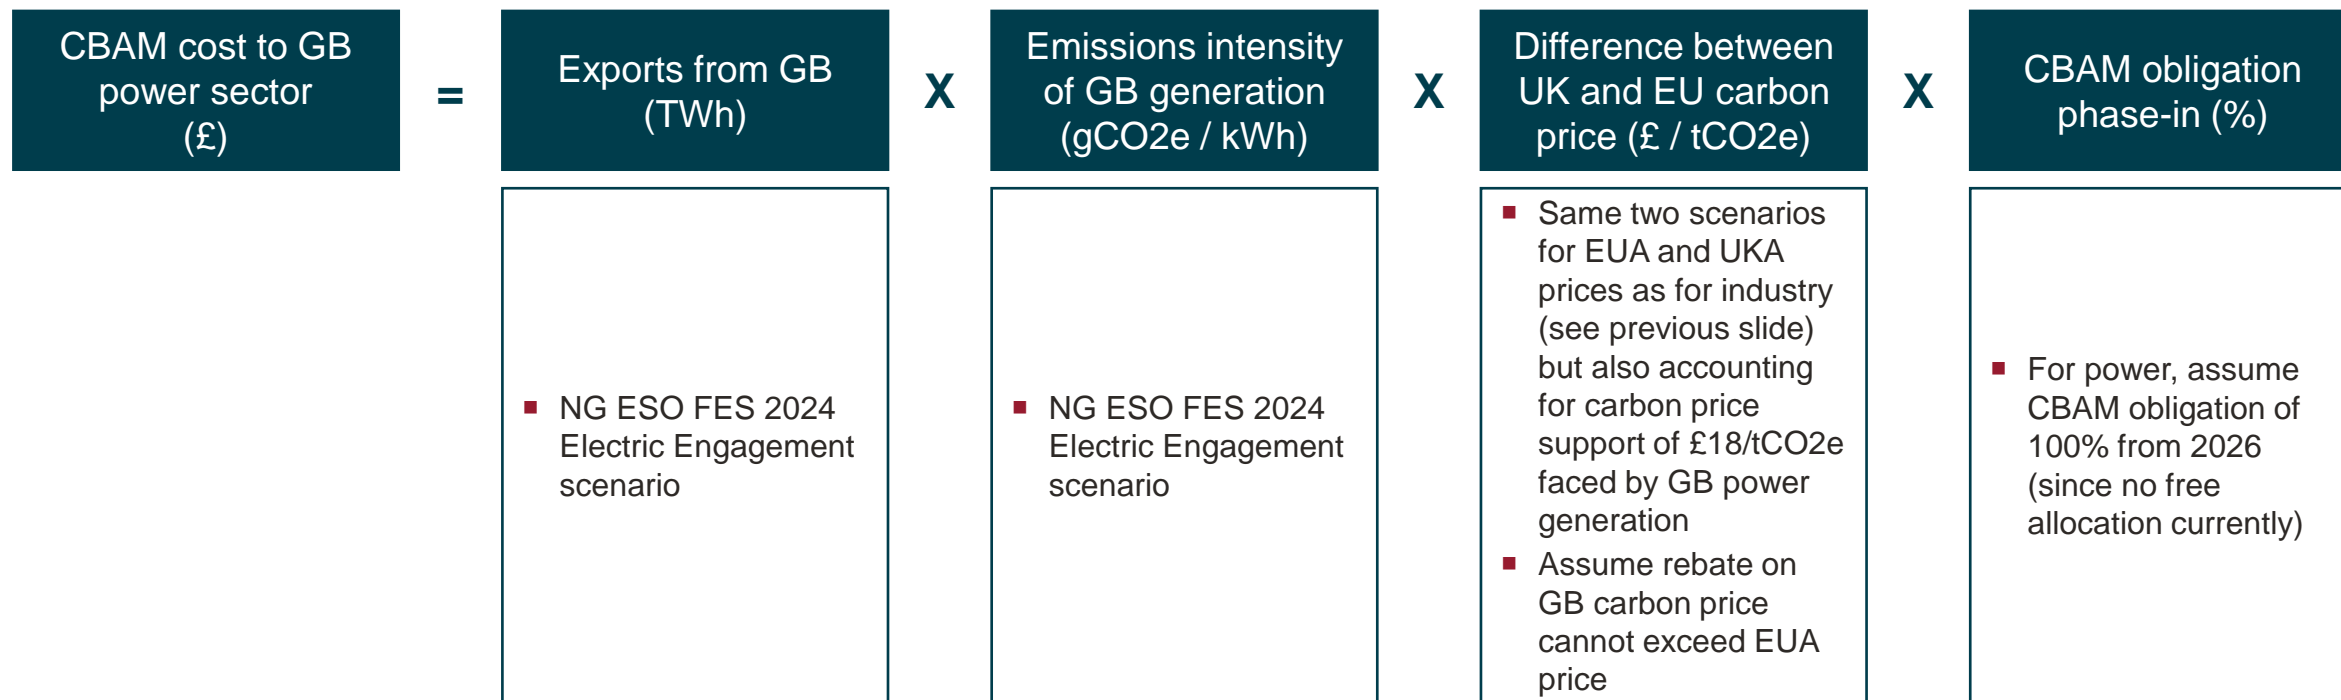 CBAM cost to GB
power sector
(£)
=
Exports from GB
(TWh)
X
Emissions intensity
of GB generation
(gCO2e / kWh)
X
Difference between
UK and EU carbon
price (£ / tCO2e)
X
CBAM obligation
phase-in (%)
▪ NG ESO FES 2024
Electric Engagement
scenario
▪ NG ESO FES 2024
Electric Engagement
scenario
▪ Same two scenarios
for EUA and UKA
prices as for industry
(see previous slide)
but also accounting
for carbon price
support of £18/tCO2e
faced by GB power
generation
▪ Assume rebate on
GB carbon price
cannot exceed EUA
price
▪ For power, assume
CBAM obligation of
100% from 2026
(since no free
allocation currently)